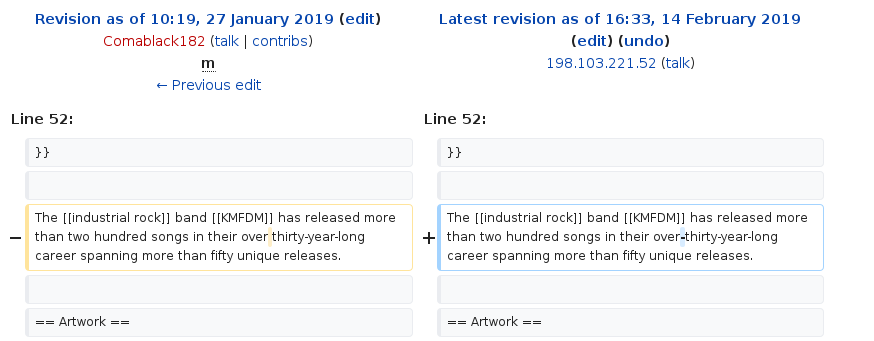 Revision as of 10:19, 27 January 2019 (edit)
Comablack182 (talk | contribs)
m
← Previous edit
Latest revision as of 16:33, 14 February 2019
(edit) (undo)
198.103.221.52 (talk)
Line 52:
Line 52:
}}
}}
− The [[industrial rock]] band [[KMFDM]] has released more
than two hundred songs in their over thirty-year-long
career spanning more than fifty unique releases.
+ The [[industrial rock]] band [[KMFDM]] has released more
than two hundred songs in their over-thirty-year-long
career spanning more than fifty unique releases.
== Artwork ==
== Artwork ==